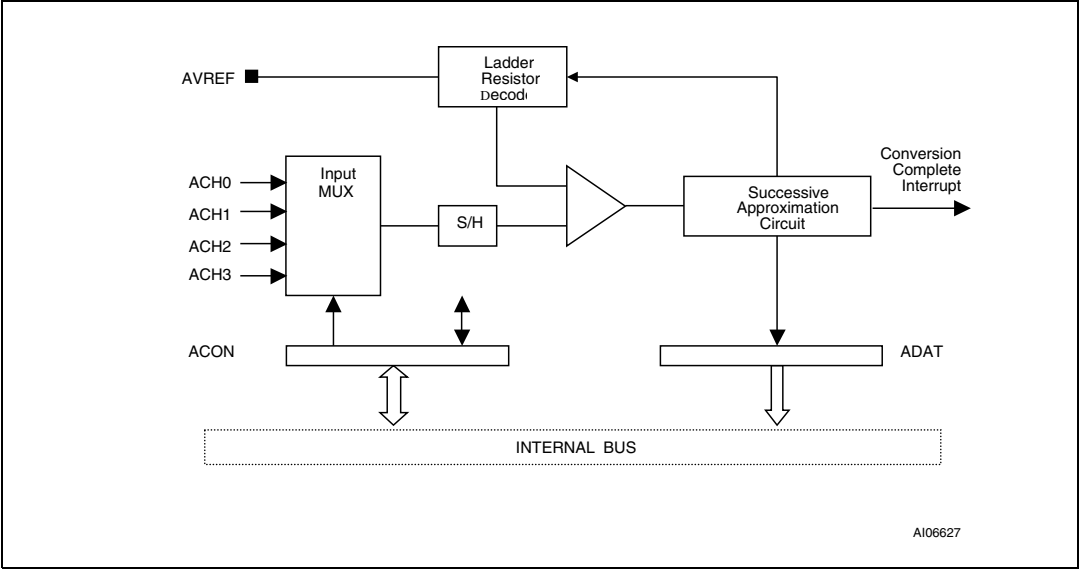 Ladder
Resistor
Decode
AVREF
Conversion
Complete
Interrupt
Input
MUX
ACH0
ACH1
ACH2
ACH3
S/H
Successive
Approximation
Circuit
ACON
ADAT
INTERNAL BUS
AI06627